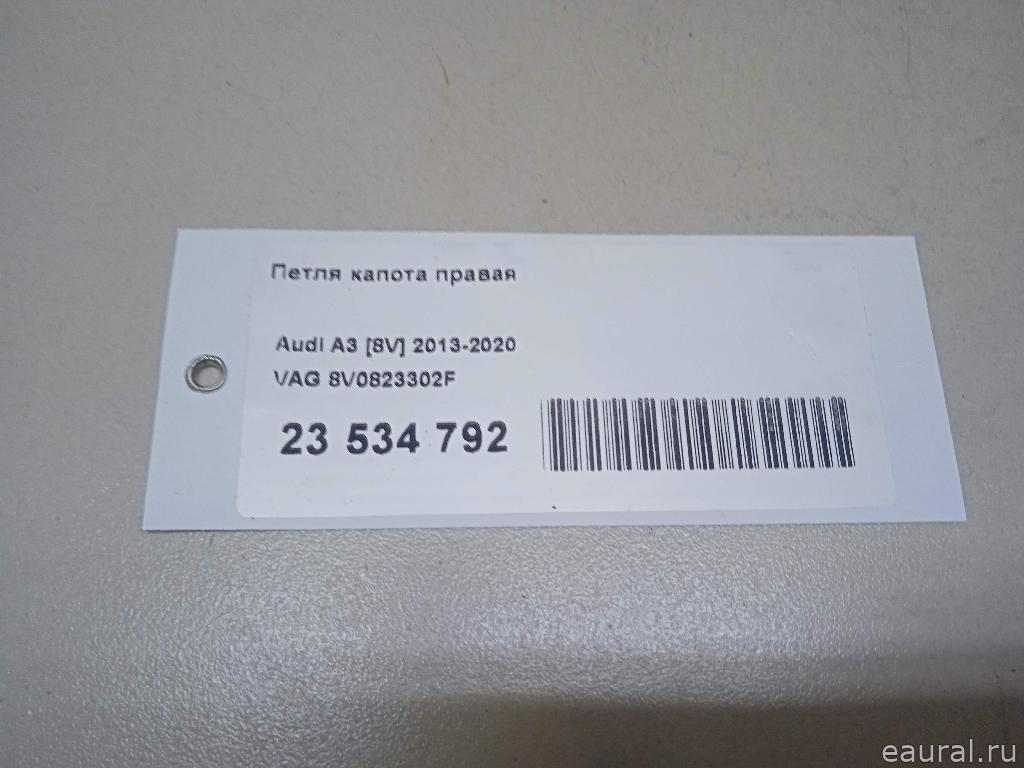 Петля капота правая
Audi A3 [8V] 2013-2020
VAG 8V0823302F
23 534 792
eaural.ru